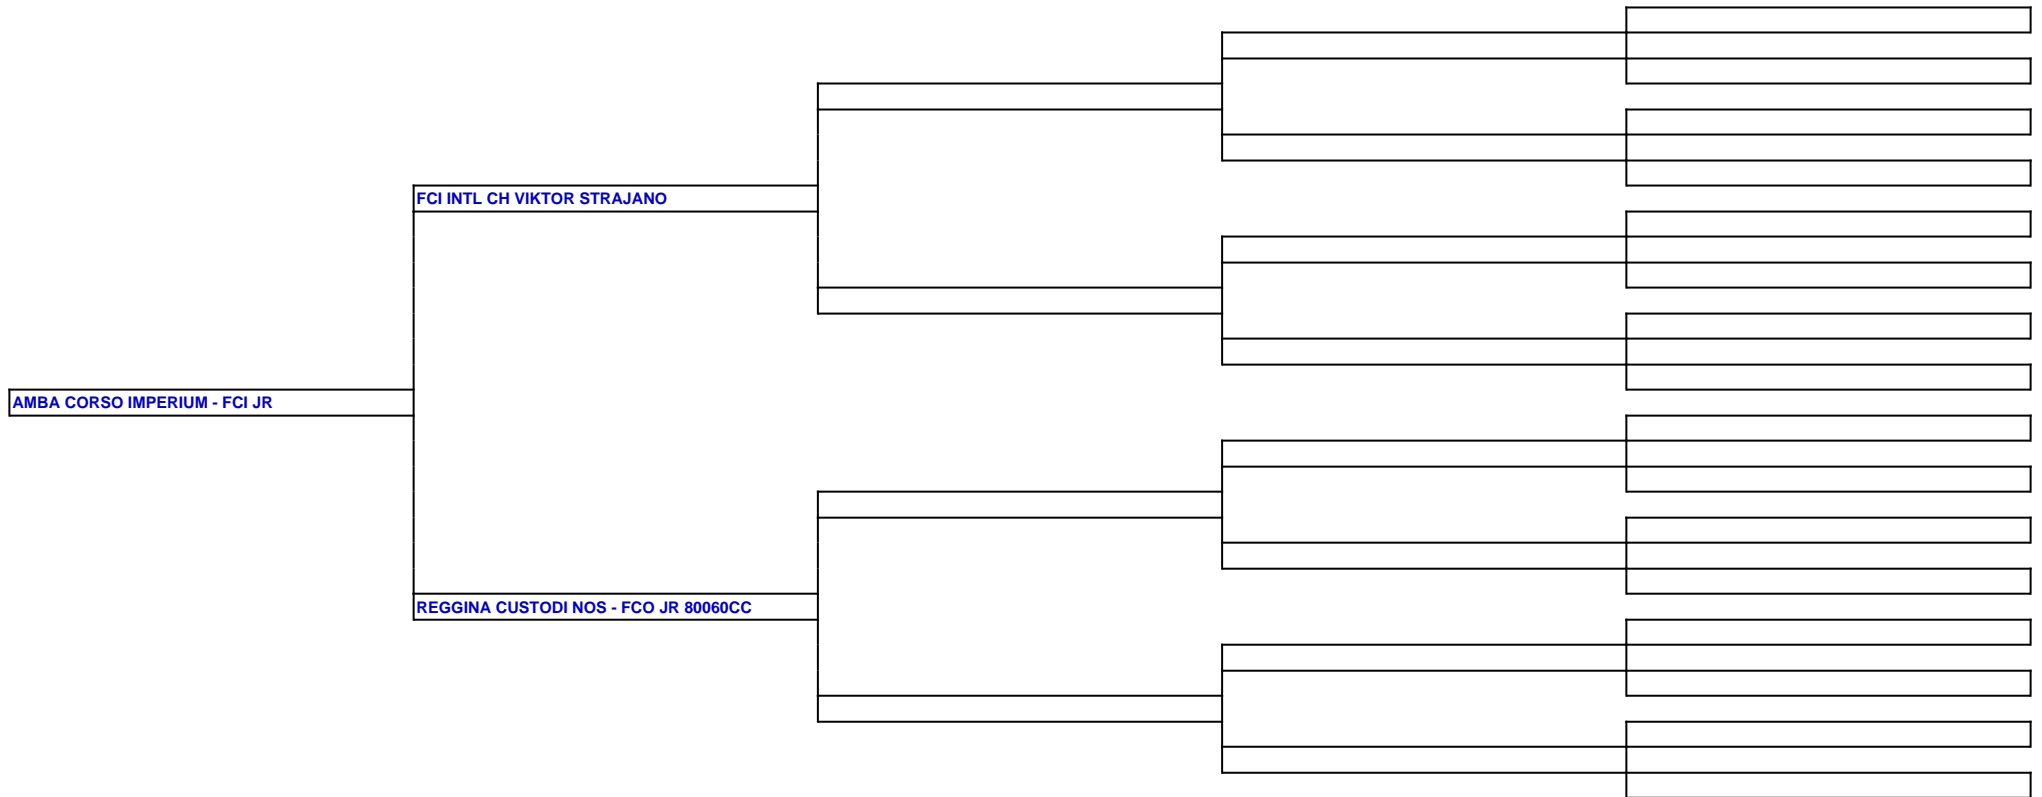 FCI INTL CH VIKTOR STRAJANO
AMBA CORSO IMPERIUM - FCI JR
REGGINA CUSTODI NOS - FCO JR 80060CC